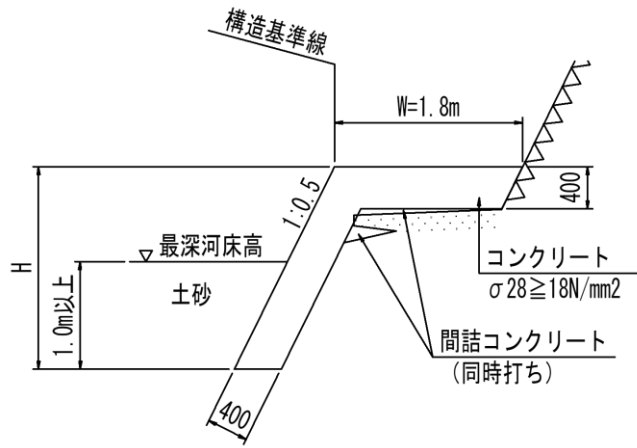 構造基準線
W=1.8m
400
1:0.5
H
最深河床高
土砂
1.0m以上
コンクリート
σ28≧18N/mm2
間詰コンクリート
(同時打ち)
400